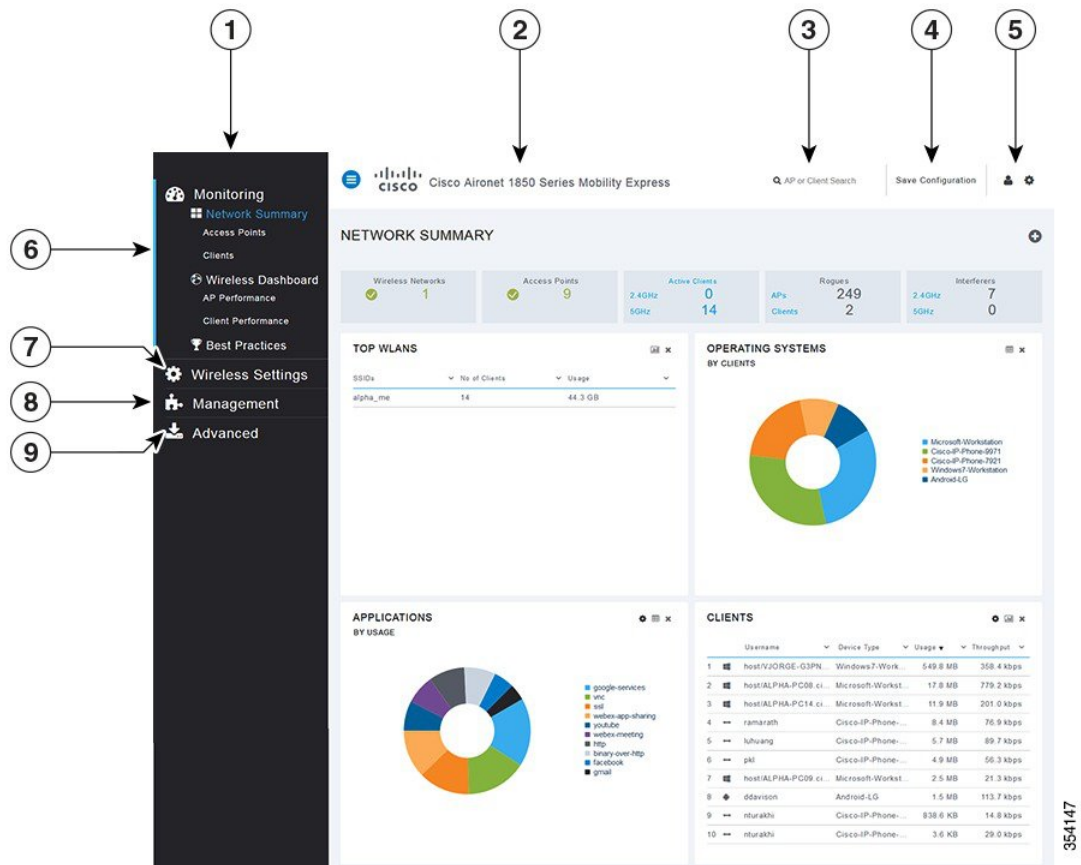 1
2
3
4
5
Monitoring
Network Summary
Access Points
Clients
Wireless Dashboard
AP Performance
Client Performance
Best Practices
Wireless Settings
Management
Advanced
6
7
8
9
CISCO Cisco Aironet 1850 Series Mobility Express
AP or Client Search
Save Configuration
NETWORK SUMMARY
Wireless Networks
1
Access Points
9
Active Clients
2.4GHz 0
5GHz 14
Rogues
APs 249
Clients 2
Interferers
2.4GHz 7
5GHz 0
TOP WLANS
SSIDs No of Clients Usage
alpha_me 14 44.3 GB
OPERATING SYSTEMS
BY CLIENTS
Microsoft-Workstation
Cisco-IP-Phone-9971
Cisco-IP-Phone-7921
Windows7-Workstation
Android-LG
APPLICATIONS
BY USAGE
google-services
vnc
ssl
webex-app-sharing
youtube
webex-meeting
http
binary-over-http
facebook
gmail
CLIENTS
Username Device Type Usage Throughput
1 host/VJORGE-G3PN... Windows7-Work... 549.8 MB 358.4 kbps
2 host/ALPHA-PC08.ci... Microsoft-Workst... 17.8 MB 779.2 kbps
3 host/ALPHA-PC14.ci... Microsoft-Workst... 11.9 MB 201.0 kbps
4 ramarath Cisco-IP-Phone-... 8.4 MB 76.9 kbps
5 luhuang Cisco-IP-Phone-... 5.7 MB 89.7 kbps
6 pkl Cisco-IP-Phone-... 4.9 MB 56.3 kbps
7 host/ALPHA-PC09.ci... Microsoft-Workst... 2.5 MB 21.3 kbps
8 ddavison Android-LG 1.5 MB 113.7 kbps
9 nturakhi Cisco-IP-Phone-... 838.6 KB 14.8 kbps
10 nturakhi Cisco-IP-Phone-... 3.6 KB 29.0 kbps
354147